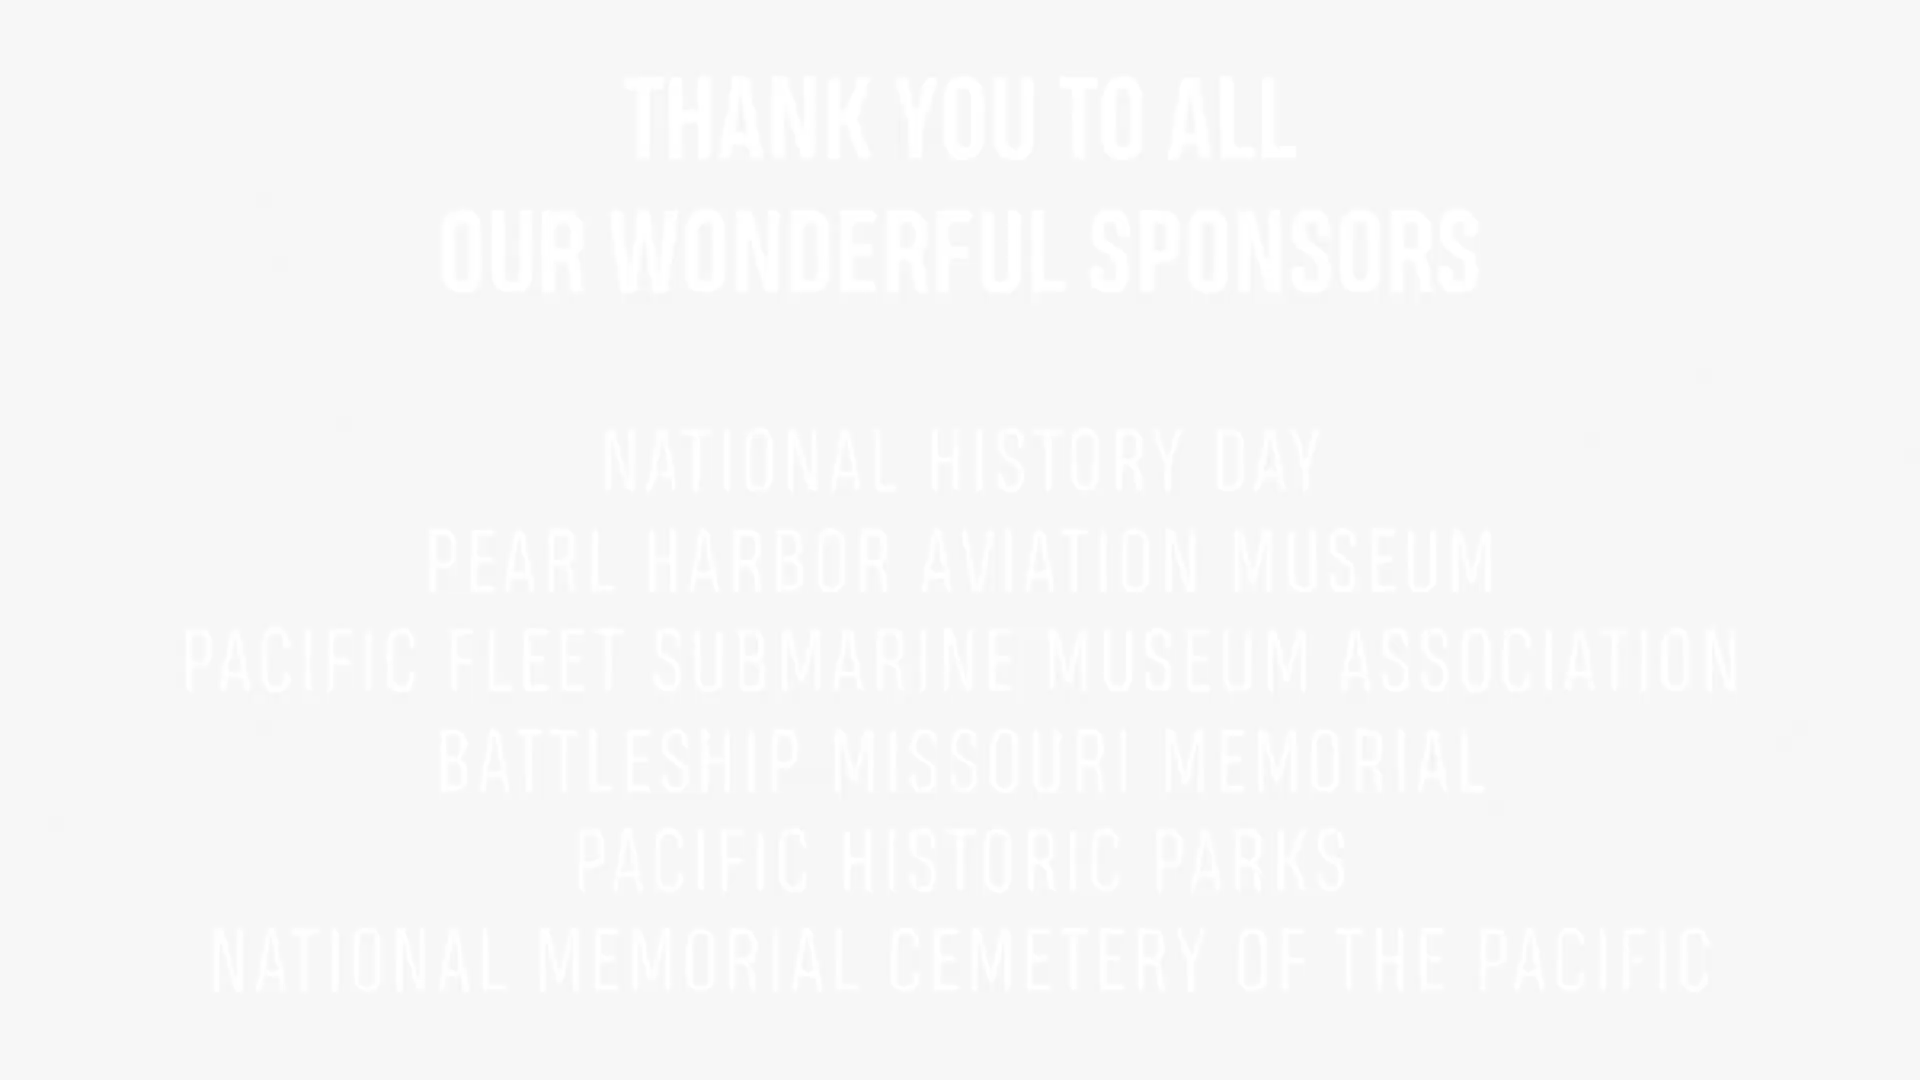 THANK YOU TO ALL
OUR WONDERFUL SPONSORS
NATIONAL HISTORY DAY
PEARL HARBOR AVIATION MUSEUM
PACIFIC FLEET SUBMARINE MUSEUM ASSOCIATION
BATTLESHIP MISSOURI MEMORIAL
PACIFIC HISTORIC PARKS
NATIONAL MEMORIAL CEMETERY OF THE PACIFIC